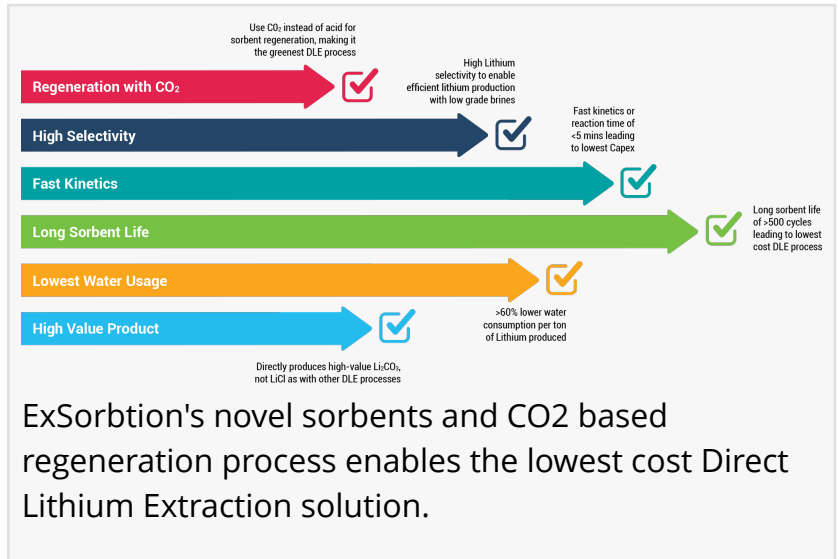 Use CO₂ instead of acid for
sorbent regeneration, making it
the greenest DLE process
Regeneration with CO₂
High Lithium
selectivity to enable
efficient lithium production
with low grade brines
High Selectivity
Fast kinetics or
reaction time of
<5 mins leading
to lowest Capex
Fast Kinetics
Long Sorbent Life
Long sorbent life
of >500 cycles
leading to lowest
cost DLE process
Lowest Water Usage
>60% lower water
consumption per ton
of Lithium produced
High Value Product
Directly produces high-value Li₂CO₃,
not LiCl as with other DLE processes
ExSorbtion's novel sorbents and CO2 based
regeneration process enables the lowest cost Direct
Lithium Extraction solution.